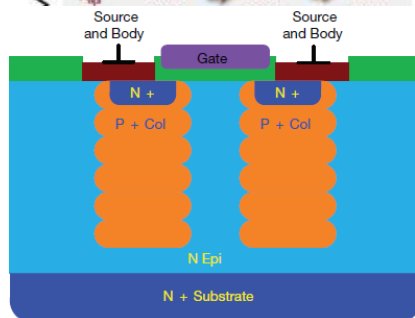 Source
and Body
Source
and Body
Gate
N +
N +
P + Col
P + Col
N Epi
N + Substrate